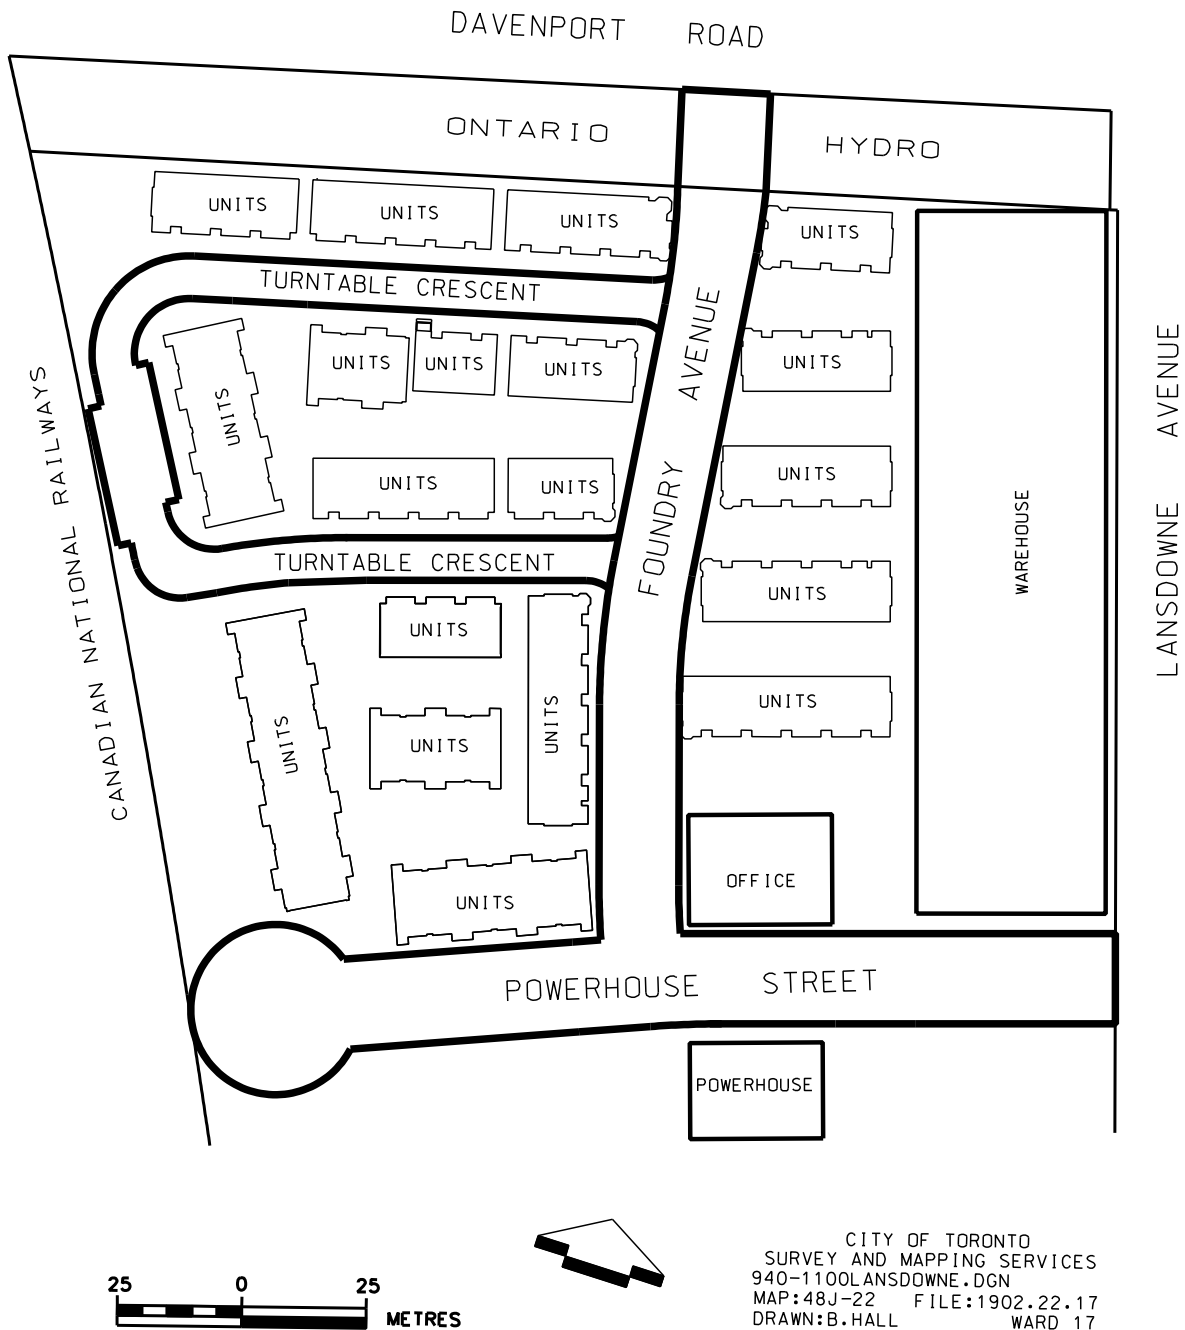 DAVENPORT ROAD
ONTARIO HYDRO
UNITS UNITS UNITS UNITS
TURNTABLE CRESCENT
UNITS UNITS UNITS UNITS
UNITS
UNITS UNITS UNITS
TURNTABLE CRESCENT
FOUNDRY AVENUE
CANADIAN NATIONAL RAILWAYS
WAREHOUSE
LANSDOWNE AVENUE
UNITS UNITS
UNITS UNITS UNITS UNITS
UNITS
OFFICE
POWERHOUSE STREET
POWERHOUSE
25 0 25
METRES
CITY OF TORONTO
SURVEY AND MAPPING SERVICES
940-1100LANSDOWNE.DGN
MAP:48J-22 FILE:1902.22.17
DRAWN:B.HALL WARD 17